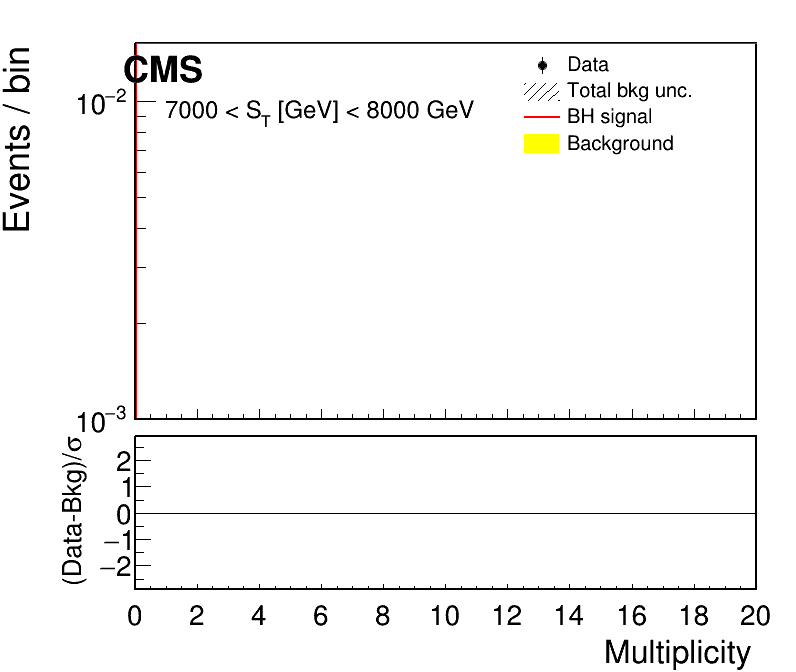 CMS
7000 < S_T [GeV] < 8000 GeV
Data
Total bkg unc.
BH signal
Background
Events / bin
10⁻²
10⁻³
(Data-Bkg)/σ
2
1
0
−1
−2
0 2 4 6 8 10 12 14 16 18 20
Multiplicity